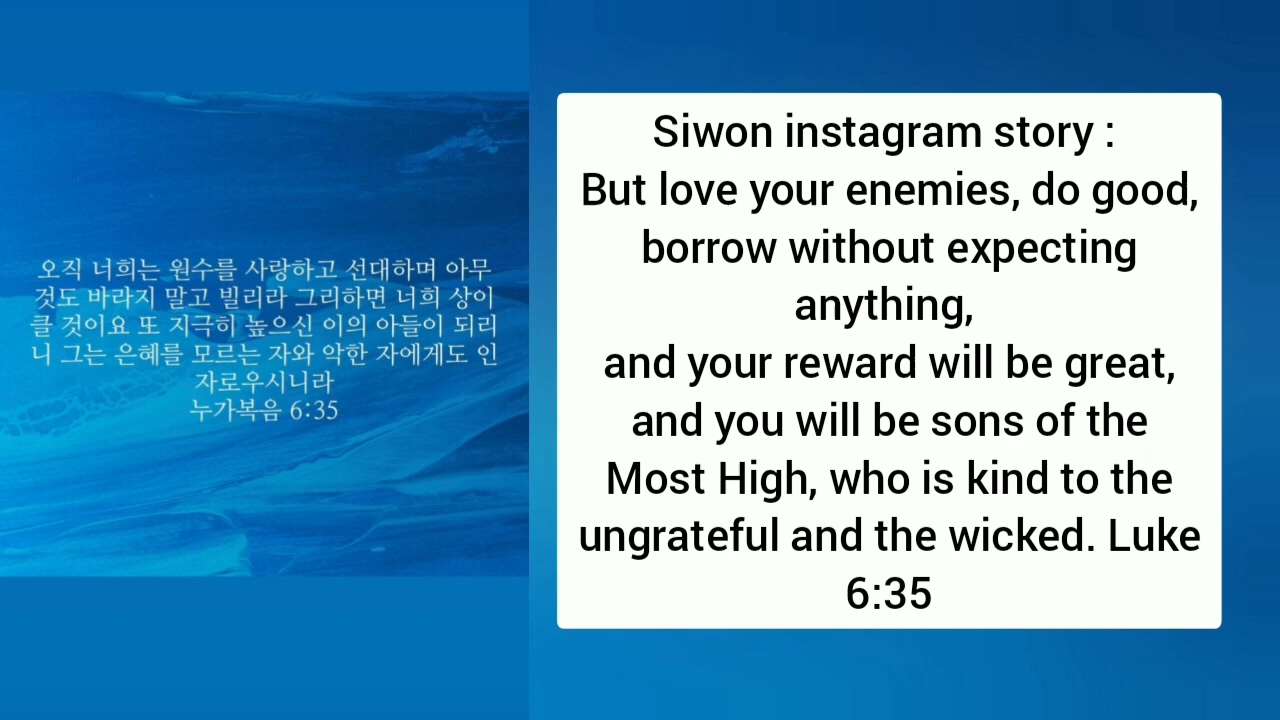 오직 너희는 원수를 사랑하고 선대하며 아무
것도 바라지 말고 빌리라 그리하면 너희 상이
클 것이요 또 지극히 높으신 이의 아들이 되리
니 그는 은혜를 모르는 자와 악한 자에게도 인
자로우시니라
누가복음 6:35
Siwon instagram story :
But love your enemies, do good,
borrow without expecting
anything,
and your reward will be great,
and you will be sons of the
Most High, who is kind to the
ungrateful and the wicked. Luke
6:35